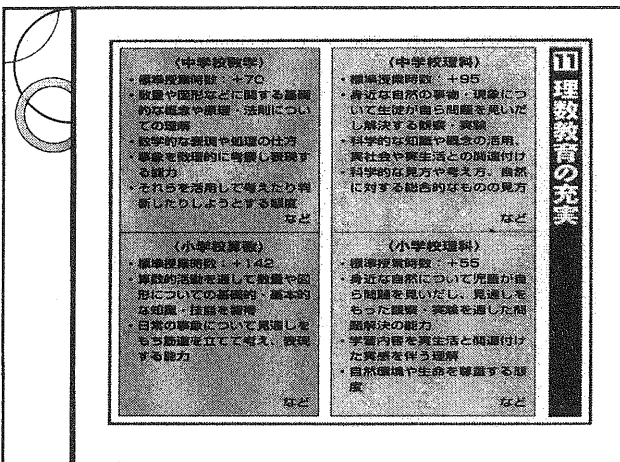 11 理数教育の充実
〈中学校理科〉
・標準授業時数：+95
・身近な自然の事物・現象につ
いて生徒が自ら問題を見いだ
し解決する観察・実験
・科学的な知識や概念の活用、
実社会や実生活との関連付け
・科学的な見方や考え方、自然
に対する総合的なものの見方
など
〈小学校理科〉
・標準授業時数：+55
・身近な自然について児童が自
ら問題を見いだし、見通しを
もった観察・実験を通した問
題解決の能力
・学習内容を実生活と関連付け
た実感を伴う理解
・自然環境や生命を尊重する態
度
など
〈中学校数学〉
・標準授業時数：+70
・数量や図形などに関する基礎
的な概念や原理・法則につい
ての理解
・数学的な表現や処理の仕方
・事象を数理的に考察し表現す
る能力
・それらを活用して考えたり判
断したりしようとする態度
など
〈小学校算数〉
・標準授業時数：+142
・算数的活動を通して数量や図
形についての基礎的・基本的
な知識・技能を習得
・日常の事象について見通しを
もち筋道を立てて考え、表現
する能力
など